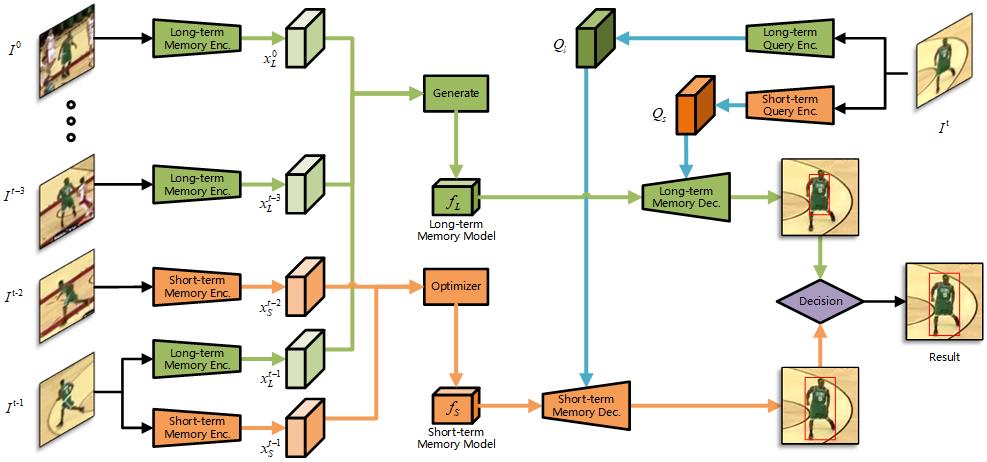 I^0
Long-term
Memory Enc.
x_L^0
I^{t-3}
Long-term
Memory Enc.
x_L^{t-3}
I^{t-2}
Short-term
Memory Enc.
x_S^{t-2}
I^{t-1}
Long-term
Memory Enc.
x_L^{t-1}
Short-term
Memory Enc.
x_S^{t-1}
Generate
f_L
Long-term
Memory Model
Optimizer
f_S
Short-term
Memory Model
Q_l
Long-term
Query Enc.
Q_s
Short-term
Query Enc.
I^t
Long-term
Memory Dec.
Short-term
Memory Dec.
Decision
Result